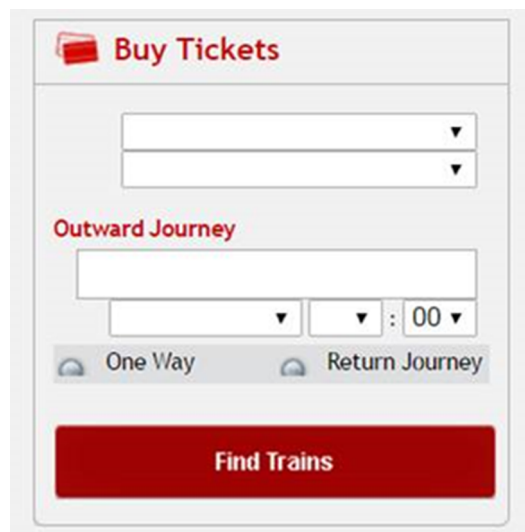 Buy Tickets
Outward Journey
: 00
One Way Return Journey
Find Trains